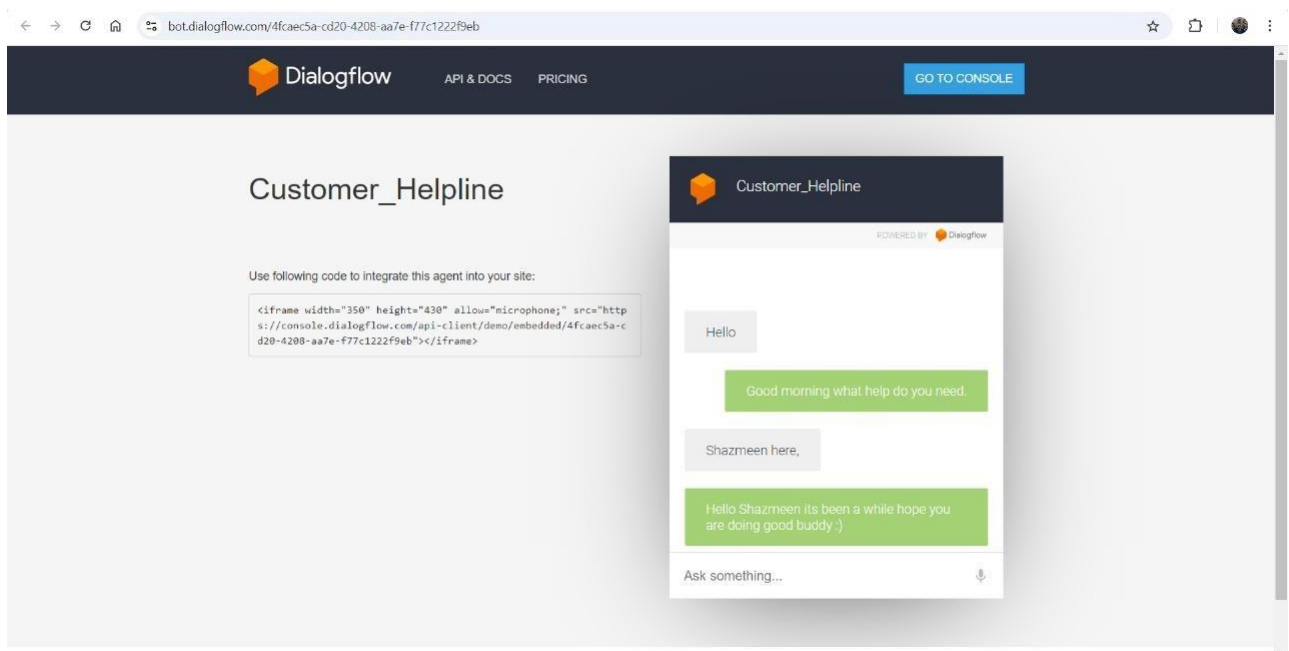 bot.dialogflow.com/4fcaec5a-cd20-4208-aa7e-f77c1222f9eb
Dialogflow
API & DOCS
PRICING
GO TO CONSOLE
Customer_Helpline
Use following code to integrate this agent into your site:
<iframe width="350" height="430" allow="microphone;" src="http
s://console.dialogflow.com/api-client/demo/embedded/4fcaec5a-c
d20-4208-aa7e-f77c1222f9eb"></iframe>
Customer_Helpline
POWERED BY Dialogflow
Hello
Good morning what help do you need.
Shazmeen here,
Hello Shazmeen its been a while hope you
are doing good buddy :)
Ask something...